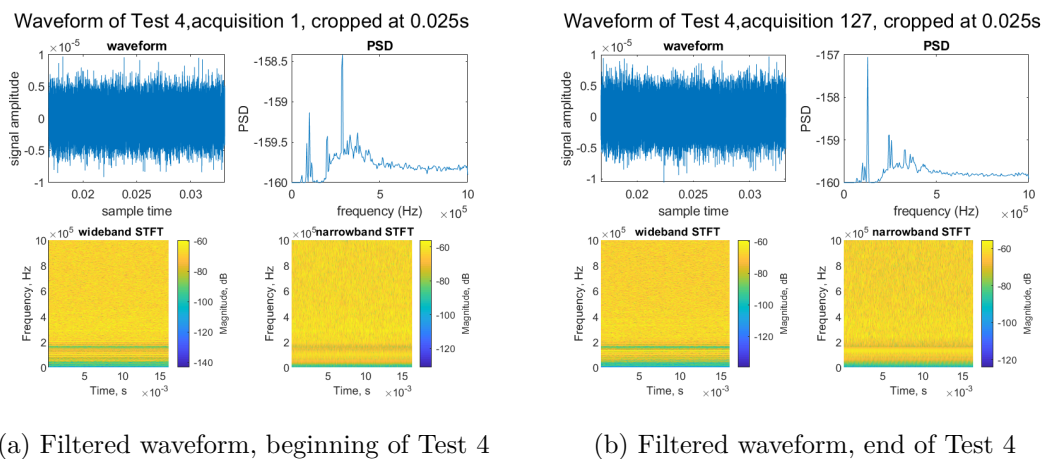 Waveform of Test 4,acquisition 1, cropped at 0.025s
×10⁻⁵ waveform
PSD
1
0.5
0
-0.5
-1
signal amplitude
0.02 0.025 0.03
sample time
-158.5
-159
-159.5
-160
PSD
0 5 10
frequency (Hz) ×10⁵
×10⁵ wideband STFT
10
8
6
4
2
0
Frequency, Hz
5 10 15
Time, s ×10⁻³
-60
-80
-100
-120
-140
Magnitude, dB
×10⁵ narrowband STFT
10
8
6
4
2
0
Frequency, Hz
5 10 15
Time, s ×10⁻³
-60
-80
-100
-120
Magnitude, dB
(a) Filtered waveform, beginning of Test 4
Waveform of Test 4,acquisition 127, cropped at 0.025s
×10⁻⁵ waveform
PSD
1
0.5
0
-0.5
-1
signal amplitude
0.02 0.025 0.03
sample time
-157
-158
-159
-160
PSD
0 5 10
frequency (Hz) ×10⁵
×10⁵ wideband STFT
10
8
6
4
2
0
Frequency, Hz
5 10 15
Time, s ×10⁻³
-60
-80
-100
-120
Magnitude, dB
×10⁵ narrowband STFT
10
8
6
4
2
0
Frequency, Hz
5 10 15
Time, s ×10⁻³
-60
-80
-100
-120
Magnitude, dB
(b) Filtered waveform, end of Test 4